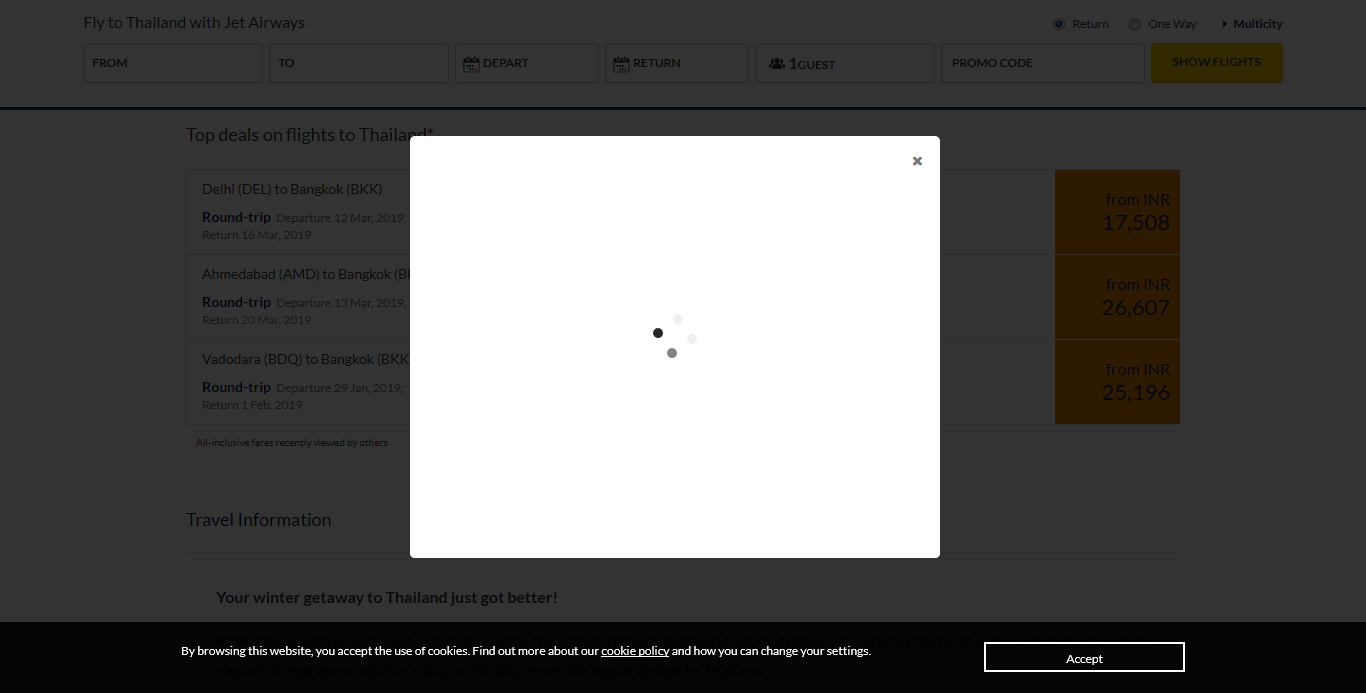 Fly to Thailand with Jet Airways
Return One Way Multicity
FROM TO DEPART RETURN 1GUEST PROMO CODE SHOW FLIGHTS
Top deals on flights to Thailand*
Delhi (DEL) to Bangkok (BKK)
Round-trip Departure 12 Mar, 2019,
Return 16 Mar, 2019
from INR
17,508
Ahmedabad (AMD) to Bangkok
Round-trip Departure 13 Mar, 2019,
Return 20 Mar, 2019
from INR
26,607
Vadodara (BDQ) to Bangkok (BKK
Round-trip Departure 29 Jan, 2019,
Return 1 Feb, 2019
from INR
25,196
All-inclusive fares recently viewed by others
Travel Information
Your winter getaway to Thailand just got better!
By browsing this website, you accept the use of cookies. Find out more about our cookie policy and how you can change your settings.
Accept